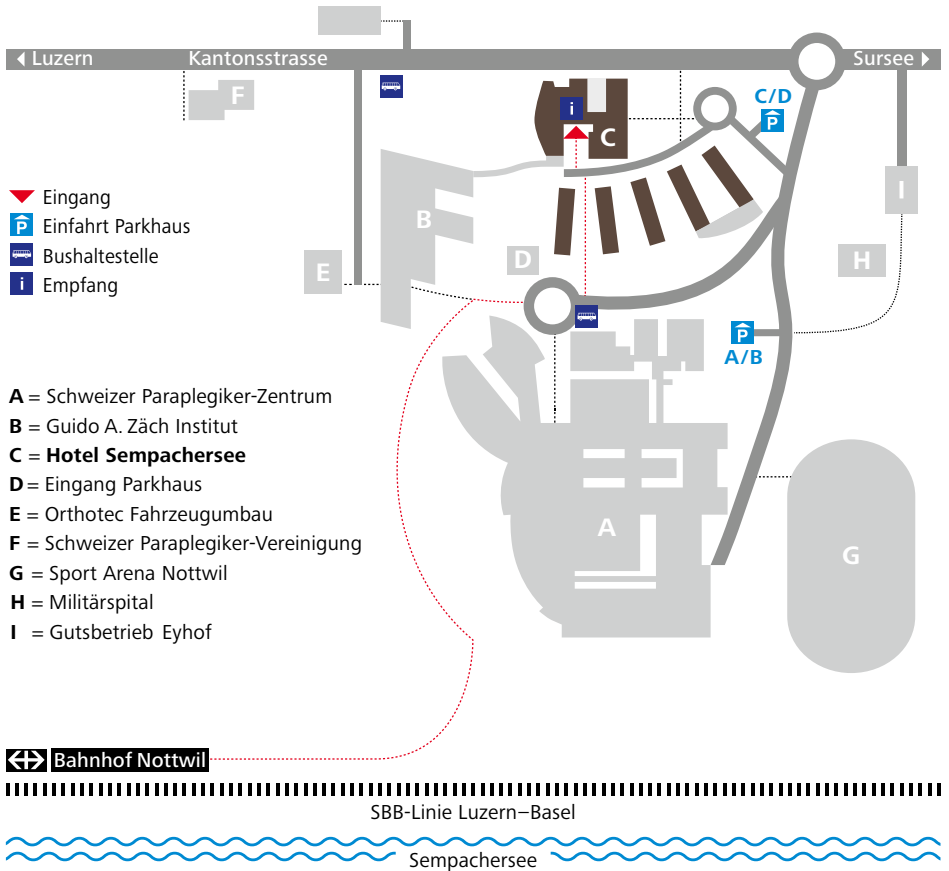 Luzern
Kantonsstrasse
Sursee
F
i
C
C/D
P
Eingang
P Einfahrt Parkhaus
Bushaltestelle
i Empfang
B
I
D
E
H
P
A/B
A = Schweizer Paraplegiker-Zentrum
B = Guido A. Zäch Institut
C = Hotel Sempachersee
D = Eingang Parkhaus
E = Orthotec Fahrzeugumbau
F = Schweizer Paraplegiker-Vereinigung
G = Sport Arena Nottwil
H = Militärspital
I = Gutsbetrieb Eyhof
A
G
Bahnhof Nottwil
SBB-Linie Luzern–Basel
Sempachersee